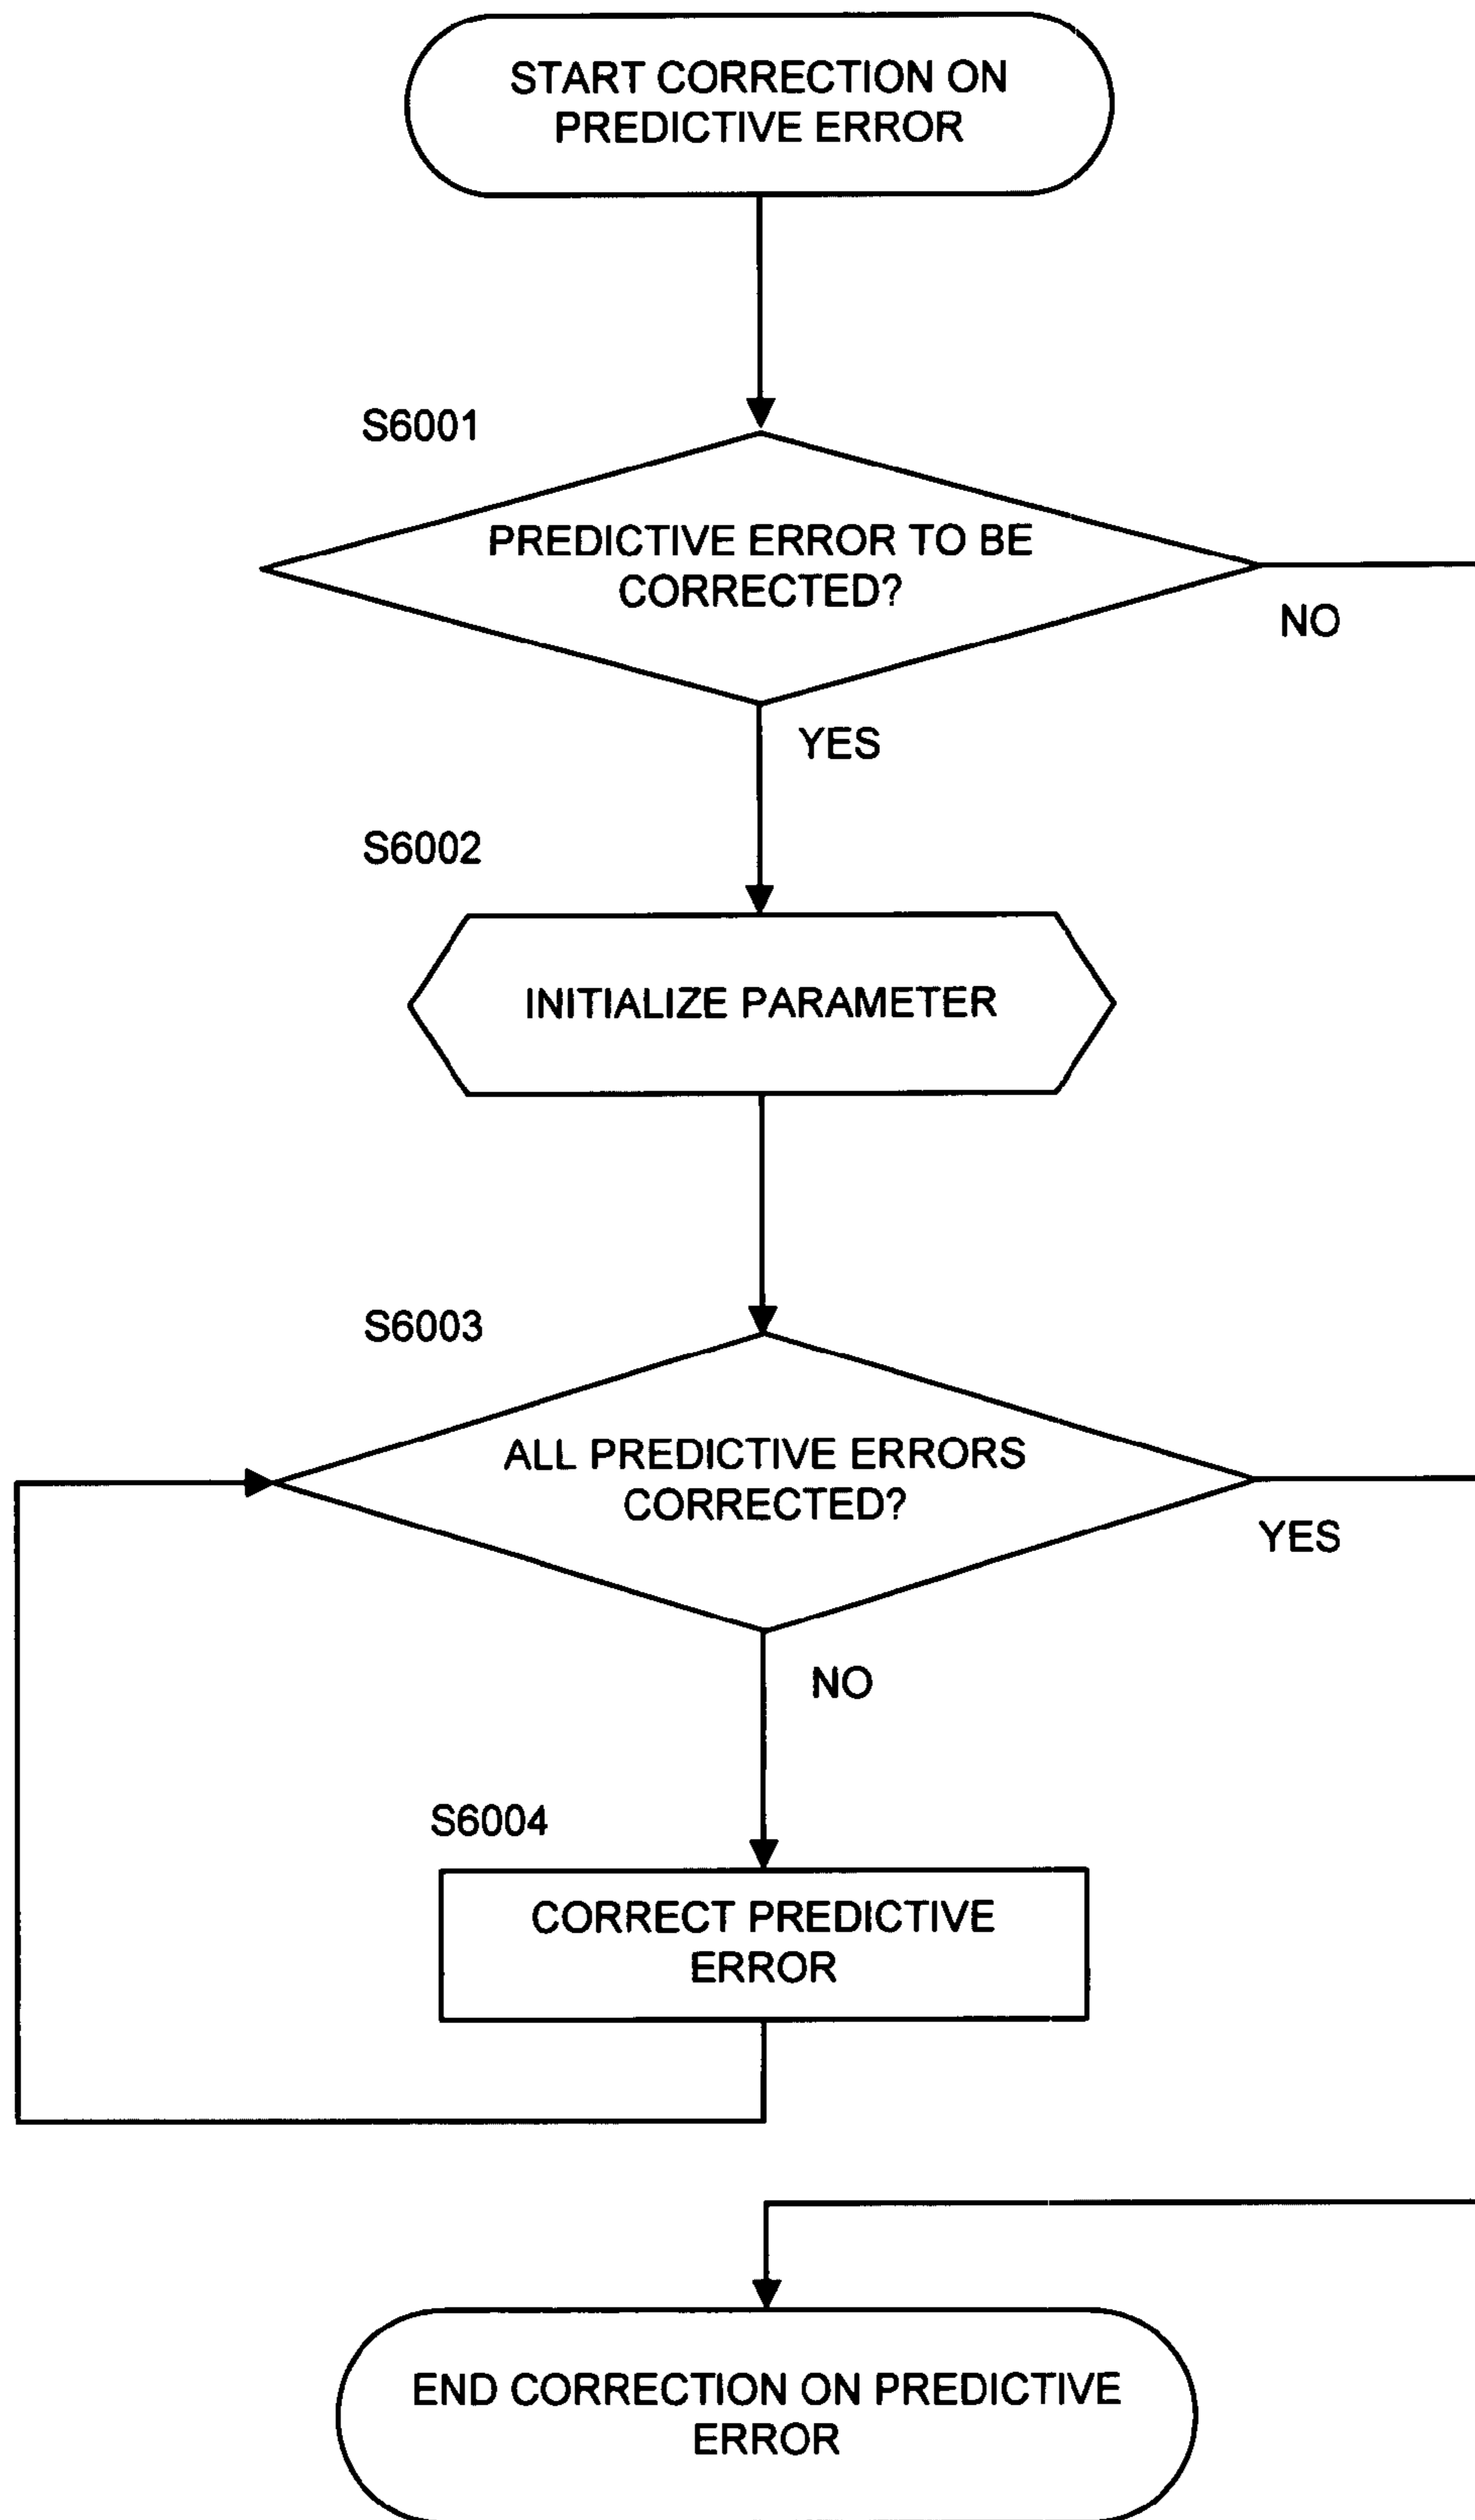 START CORRECTION ON
PREDICTIVE ERROR
S6001
PREDICTIVE ERROR TO BE
CORRECTED?
NO
YES
S6002
INITIALIZE PARAMETER
S6003
ALL PREDICTIVE ERRORS
CORRECTED?
YES
NO
S6004
CORRECT PREDICTIVE
ERROR
END CORRECTION ON PREDICTIVE
ERROR